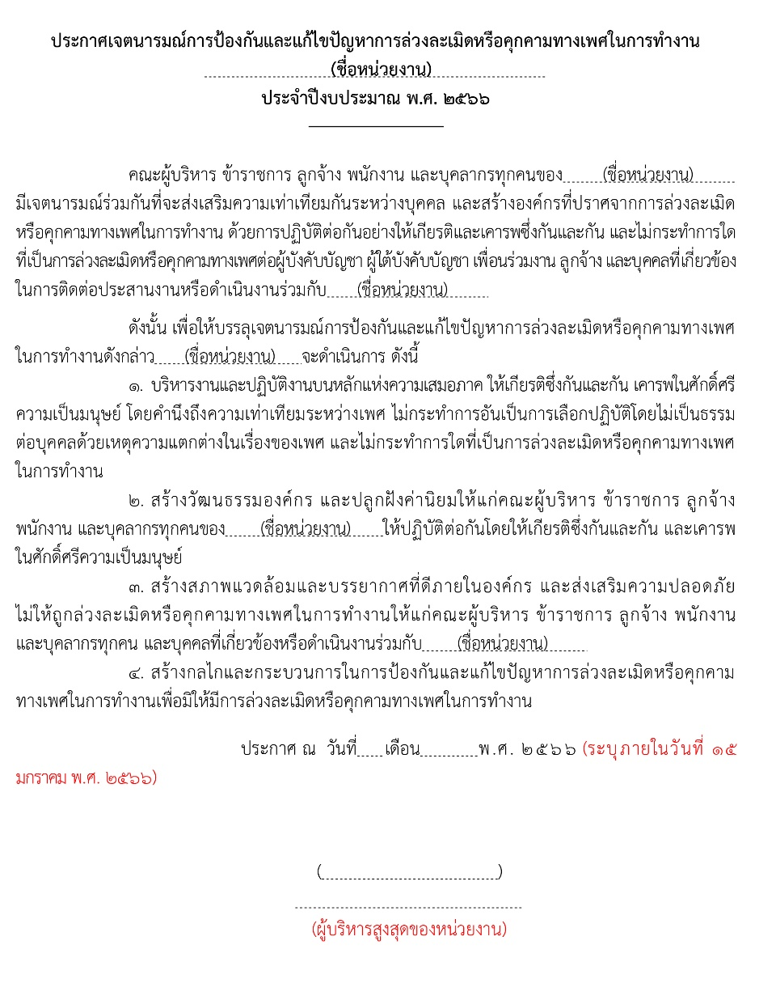 ประกาศเจตนารมณ์การป้องกันและแก้ไขปัญหาการล่วงละเมิดหรือคุกคามทางเพศในการทำงาน
(ชื่อหน่วยงาน)
ประจำปีงบประมาณ พ.ศ. ๒๕๖๖
คณะผู้บริหาร ข้าราชการ ลูกจ้าง พนักงาน และบุคลากรทุกคนของ (ชื่อหน่วยงาน)
มีเจตนารมณ์ร่วมกันที่จะส่งเสริมความเท่าเทียมกันระหว่างบุคคล และสร้างองค์กรที่ปราศจากการล่วงละเมิด
หรือคุกคามทางเพศในการทำงาน ด้วยการปฏิบัติต่อกันอย่างให้เกียรติและเคารพซึ่งกันและกัน และไม่กระทำการใด
ที่เป็นการล่วงละเมิดหรือคุกคามทางเพศต่อผู้บังคับบัญชา ผู้ใต้บังคับบัญชา เพื่อนร่วมงาน ลูกจ้าง และบุคคลที่เกี่ยวข้อง
ในการติดต่อประสานงานหรือดำเนินงานร่วมกับ (ชื่อหน่วยงาน)
ดังนั้น เพื่อให้บรรลุเจตนารมณ์การป้องกันและแก้ไขปัญหาการล่วงละเมิดหรือคุกคามทางเพศ
ในการทำงานดังกล่าว (ชื่อหน่วยงาน) จะดำเนินการ ดังนี้
๑. บริหารงานและปฏิบัติงานบนหลักแห่งความเสมอภาค ให้เกียรติซึ่งกันและกัน เคารพในศักดิ์ศรี
ความเป็นมนุษย์ โดยคำนึงถึงความเท่าเทียมระหว่างเพศ ไม่กระทำการอันเป็นการเลือกปฏิบัติโดยไม่เป็นธรรม
ต่อบุคคลด้วยเหตุความแตกต่างในเรื่องของเพศ และไม่กระทำการใดที่เป็นการล่วงละเมิดหรือคุกคามทางเพศ
ในการทำงาน
๒. สร้างวัฒนธรรมองค์กร และปลูกฝังค่านิยมให้แก่คณะผู้บริหาร ข้าราชการ ลูกจ้าง
พนักงาน และบุคลากรทุกคนของ (ชื่อหน่วยงาน) ให้ปฏิบัติต่อกันโดยให้เกียรติซึ่งกันและกัน และเคารพ
ในศักดิ์ศรีความเป็นมนุษย์
๓. สร้างสภาพแวดล้อมและบรรยากาศที่ดีภายในองค์กร และส่งเสริมความปลอดภัย
ไม่ให้ถูกล่วงละเมิดหรือคุกคามทางเพศในการทำงานให้แก่คณะผู้บริหาร ข้าราชการ ลูกจ้าง พนักงาน
และบุคลากรทุกคน และบุคคลที่เกี่ยวข้องหรือดำเนินงานร่วมกับ (ชื่อหน่วยงาน)
๔. สร้างกลไกและกระบวนการในการป้องกันและแก้ไขปัญหาการล่วงละเมิดหรือคุกคาม
ทางเพศในการทำงานเพื่อมิให้มีการล่วงละเมิดหรือคุกคามทางเพศในการทำงาน
ประกาศ ณ วันที่.....เดือน..........พ.ศ. ๒๕๖๖ (ระบุภายในวันที่ ๑๕
มกราคม พ.ศ. ๒๕๖๖)
(..............................)
(ผู้บริหารสูงสุดของหน่วยงาน)